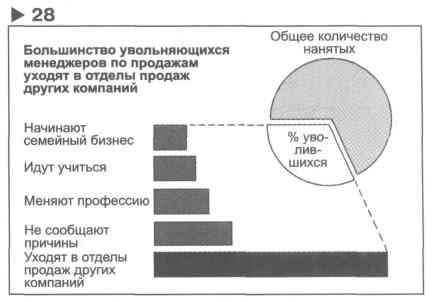 ▶ 28
Большинство увольняющихся
менеджеров по продажам
уходят в отделы продаж
других компаний
Общее количество
нанятых
% уво-
лив-
шихся
Начинают
семейный бизнес
Идут учиться
Меняют профессию
Не сообщают
причины
Уходят в отделы
продаж других
компаний